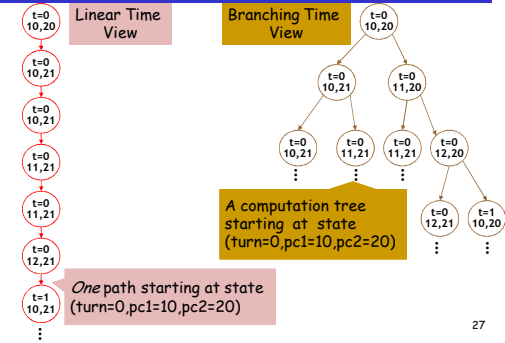 Linear Time
View
t=0
10,20
t=0
10,21
t=0
10,21
t=0
11,21
t=0
11,21
t=0
12,21
t=1
10,21
One path starting at state
(turn=0,pc1=10,pc2=20)
Branching Time
View
t=0
10,20
t=0
10,21
t=0
11,20
t=0
10,21
t=0
11,21
t=0
11,21
t=0
12,20
t=0
12,21
t=1
10,20
A computation tree
starting at state
(turn=0,pc1=10,pc2=20)
27